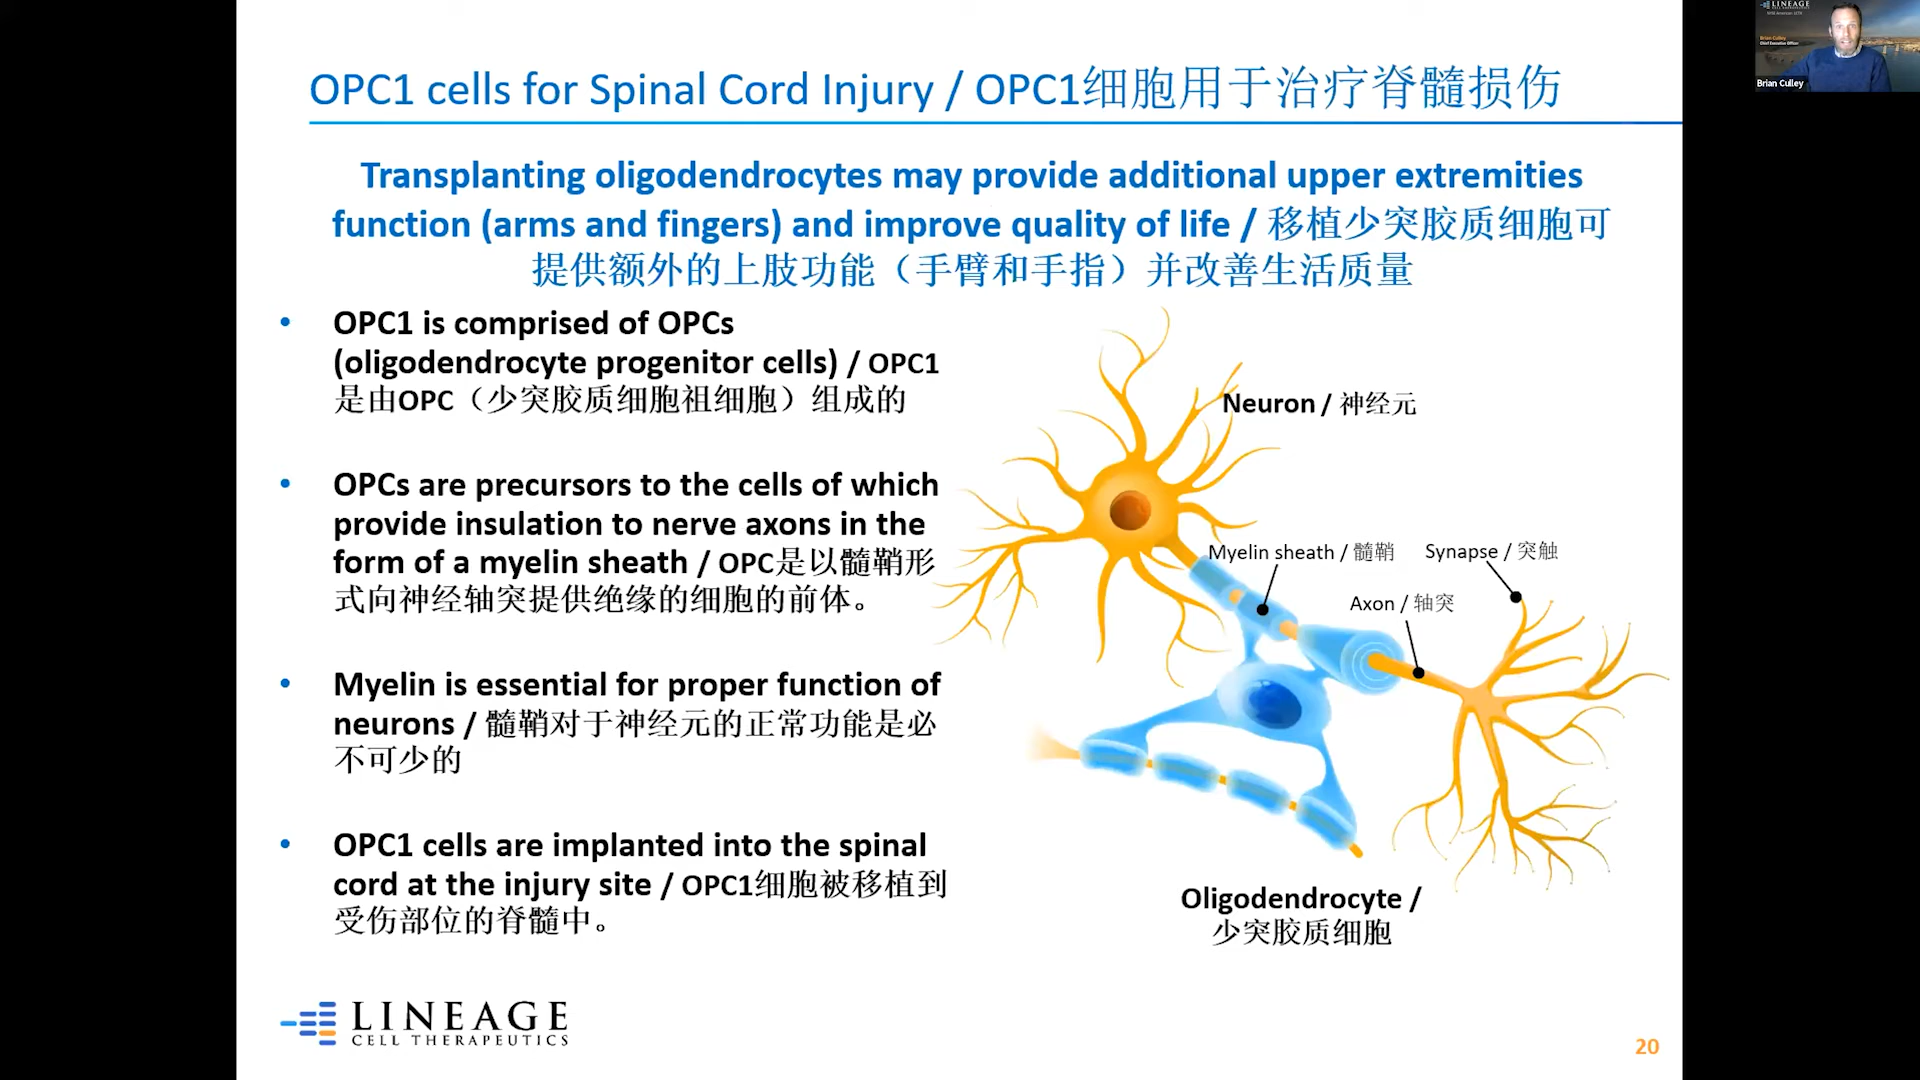 OPC1 cells for Spinal Cord Injury / OPC1细胞用于治疗脊髓损伤
Transplanting oligodendrocytes may provide additional upper extremities
function (arms and fingers) and improve quality of life / 移植少突胶质细胞可
提供额外的上肢功能（手臂和手指）并改善生活质量
• OPC1 is comprised of OPCs
(oligodendrocyte progenitor cells) / OPC1
是由OPC（少突胶质细胞祖细胞）组成的
• OPCs are precursors to the cells of which
provide insulation to nerve axons in the
form of a myelin sheath / OPC是以髓鞘形
式向神经轴突提供绝缘的细胞的前体。
• Myelin is essential for proper function of
neurons / 髓鞘对于神经元的正常功能是必
不可少的
• OPC1 cells are implanted into the spinal
cord at the injury site / OPC1细胞被移植到
受伤部位的脊髓中。
Neuron / 神经元
Myelin sheath / 髓鞘
Synapse / 突触
Axon / 轴突
Oligodendrocyte /
少突胶质细胞
LINEAGE
CELL THERAPEUTICS
20
LINEAGE
Brian Culley
Chief Executive Officer
Brian Culley